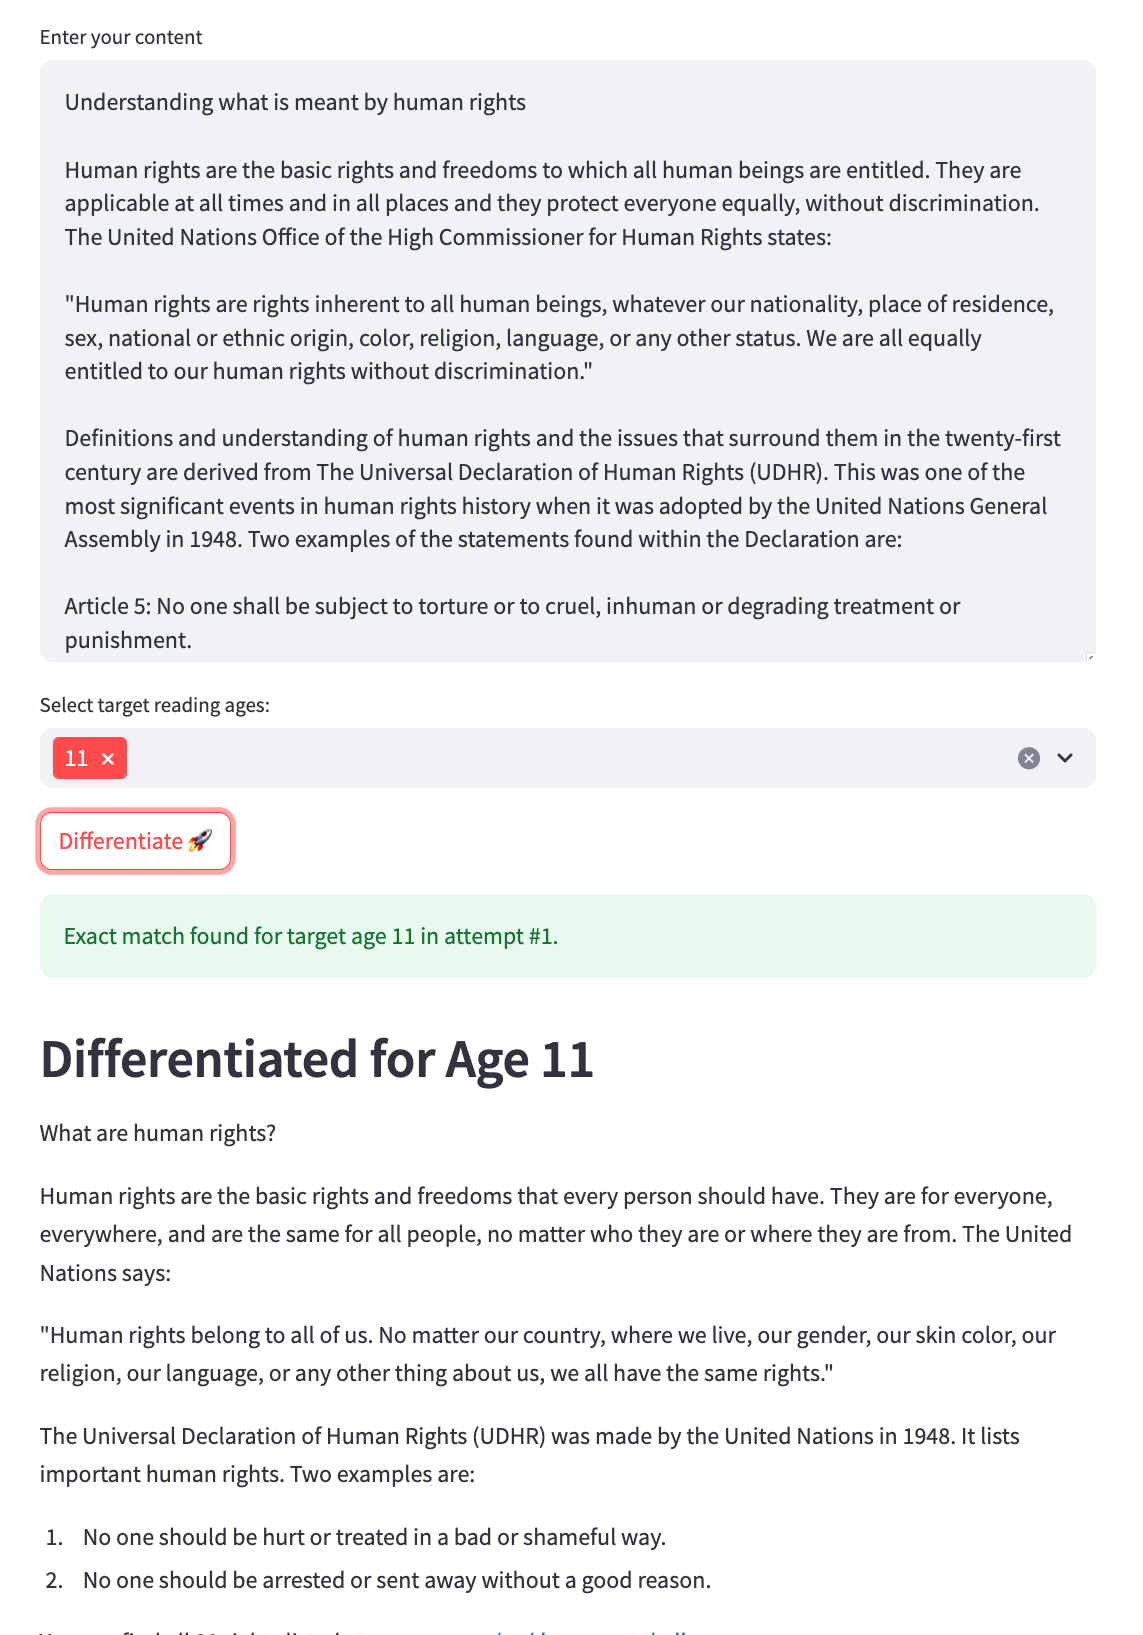 Enter your content
Understanding what is meant by human rights
Human rights are the basic rights and freedoms to which all human beings are entitled. They are
applicable at all times and in all places and they protect everyone equally, without discrimination.
The United Nations Office of the High Commissioner for Human Rights states:
"Human rights are rights inherent to all human beings, whatever our nationality, place of residence,
sex, national or ethnic origin, color, religion, language, or any other status. We are all equally
entitled to our human rights without discrimination."
Definitions and understanding of human rights and the issues that surround them in the twenty-first
century are derived from The Universal Declaration of Human Rights (UDHR). This was one of the
most significant events in human rights history when it was adopted by the United Nations General
Assembly in 1948. Two examples of the statements found within the Declaration are:
Article 5: No one shall be subject to torture or to cruel, inhuman or degrading treatment or
punishment.
Select target reading ages:
11
Differentiate 🚀
Exact match found for target age 11 in attempt #1.
Differentiated for Age 11
What are human rights?
Human rights are the basic rights and freedoms that every person should have. They are for everyone,
everywhere, and are the same for all people, no matter who they are or where they are from. The United
Nations says:
"Human rights belong to all of us. No matter our country, where we live, our gender, our skin color, our
religion, our language, or any other thing about us, we all have the same rights."
The Universal Declaration of Human Rights (UDHR) was made by the United Nations in 1948. It lists
important human rights. Two examples are:
1. No one should be hurt or treated in a bad or shameful way.
2. No one should be arrested or sent away without a good reason.